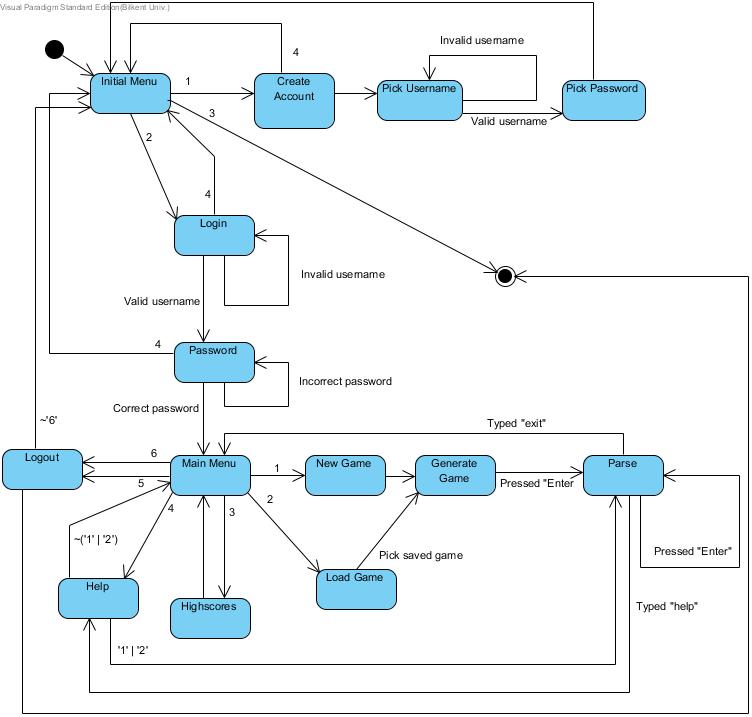 Visual Paradigm Standard Edition(Bilkent Univ.)
4
Invalid username
Initial Menu
1
Create
Account
Pick Username
Pick Password
3
Valid username
2
4
Login
Invalid username
Valid username
4
Password
Incorrect password
Correct password
~'6'
Typed "exit"
Logout
6
Main Menu
1
New Game
Generate
Game
Parse
5
Pressed "Enter
2
4
3
~('1' | '2')
Pressed "Enter"
Pick saved game
Help
Load Game
Highscores
Typed "help"
'1' | '2'